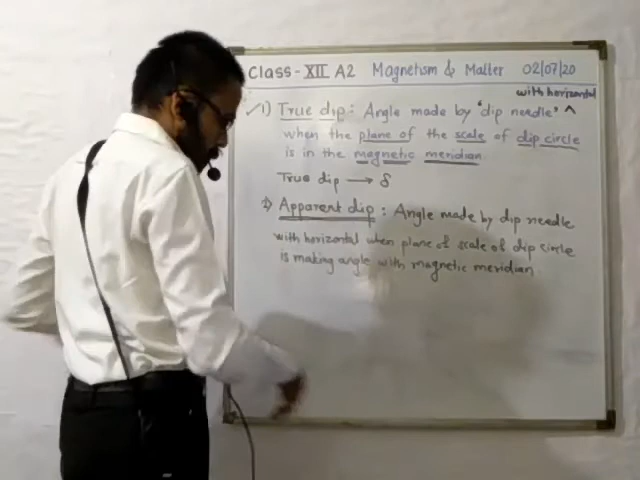 Class - XII A2 Magnetism & Matter 02/07/20
with horizontal
✓1) True dip : Angle made by 'dip needle' ^
when the plane of the scale of dip circle
is in the magnetic meridian
True dip → δ
2) Apparent dip : Angle made by dip needle
with horizontal when plane of scale of dip circle
is making angle with magnetic meridian